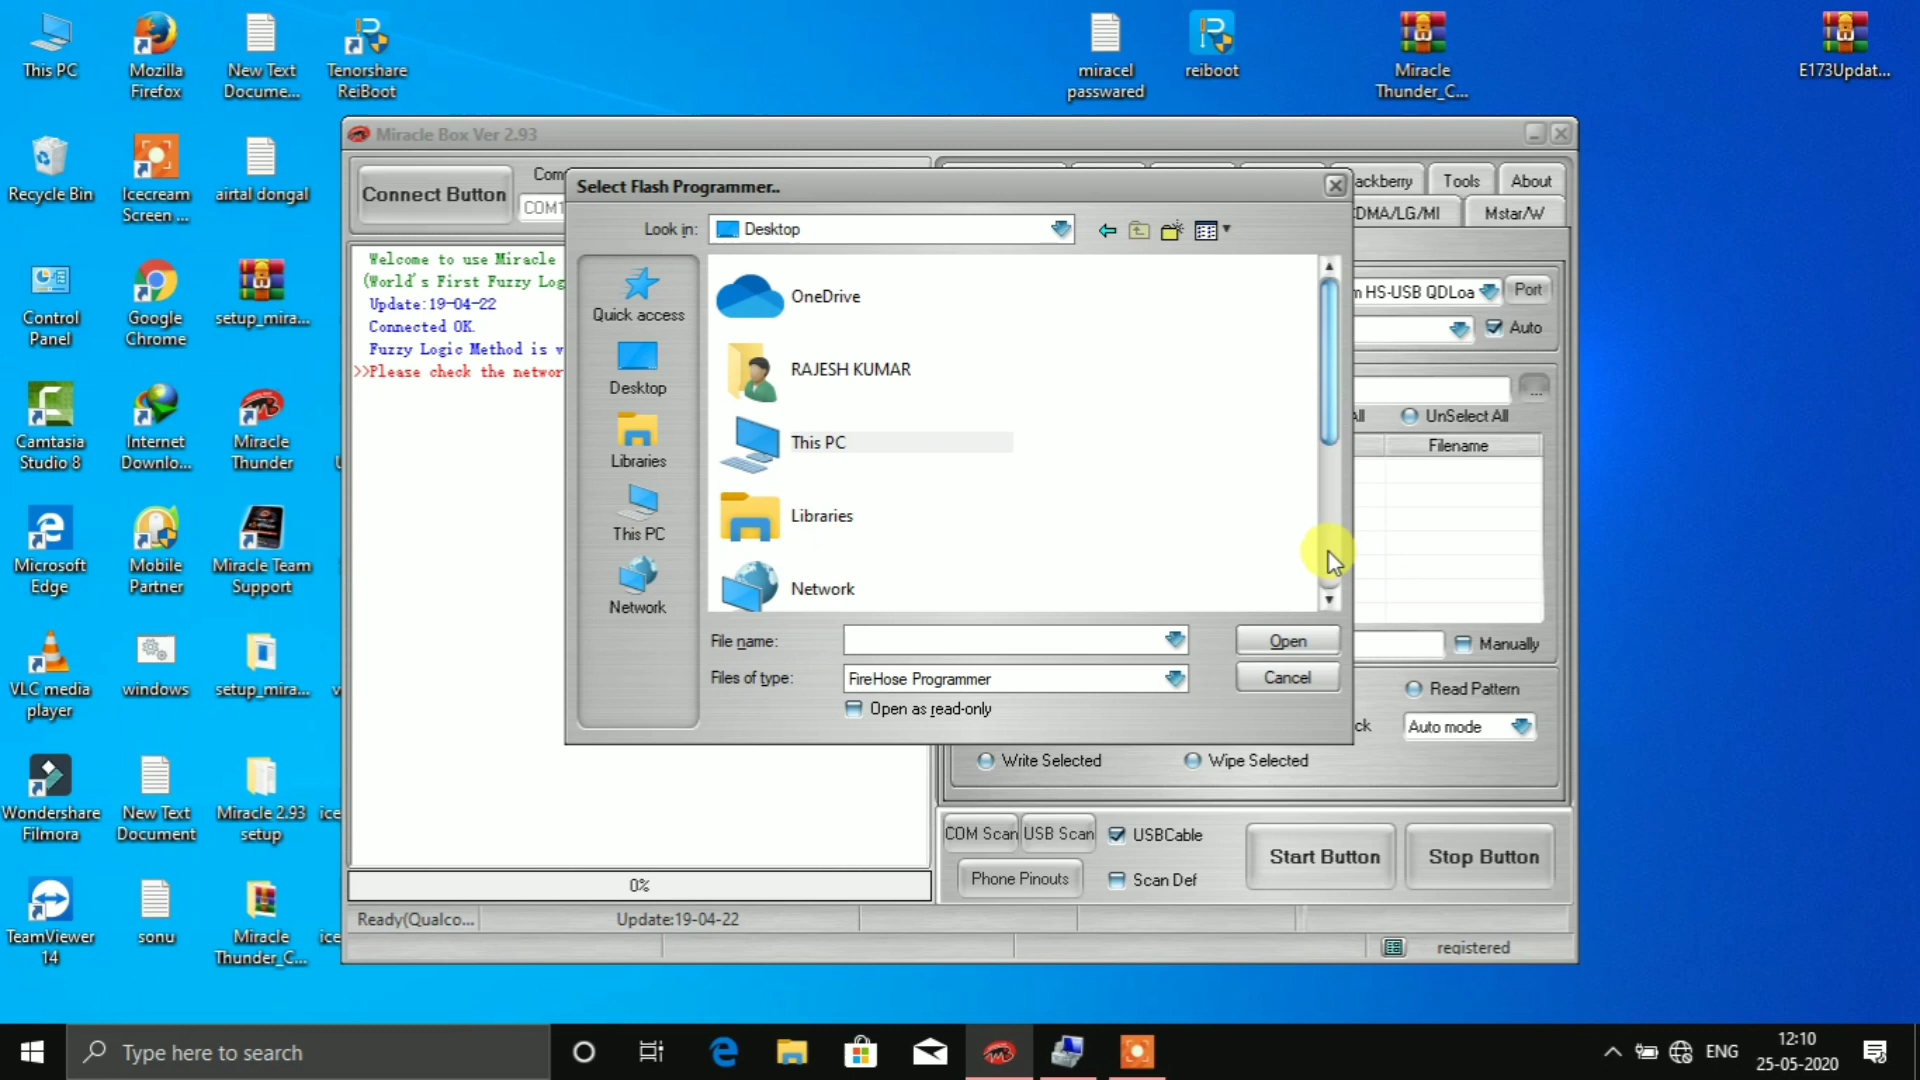 This PC
Mozilla
Firefox
New Text
Docume...
Tenorshare
ReiBoot
miracel
passwared
reiboot
Miracle
Thunder_C...
E173Updat...
Recycle Bin
Icecream
Screen ...
airtal dongal
Control
Panel
Google
Chrome
setup_mira...
Camtasia
Studio 8
Internet
Downlo...
Miracle
Thunder
Microsoft
Edge
Mobile
Partner
Miracle Team
Support
VLC media
player
windows
setup_mira...
Wondershare
Filmora
New Text
Document
Miracle 2.93
setup
ice
TeamViewer
14
sonu
Miracle
Thunder_C...
ice
Miracle Box Ver 2.93
Connect Button
COM1
ackberry
Tools
About
DMA/LG/MI
Mstar/W
Welcome to use Miracle
(World's First Fuzzy Log
Update:19-04-22
Connected OK.
Fuzzy Logic Method is v
>>Please check the networ
Select Flash Programmer..
Look in:
Desktop
Quick access
Desktop
Libraries
This PC
Network
OneDrive
RAJESH KUMAR
This PC
Libraries
Network
File name:
Open
Files of type:
FireHose Programmer
Cancel
Open as read-only
HS-USB QDLoa
Port
Auto
...
All
UnSelect All
Filename
Manually
Read Pattern
ck
Auto mode
Write Selected
Wipe Selected
COM Scan
USB Scan
USBCable
Phone Pinouts
Scan Def
Start Button
Stop Button
0%
Ready(Qualco...
Update:19-04-22
registered
Type here to search
ENG
12:10
25-05-2020